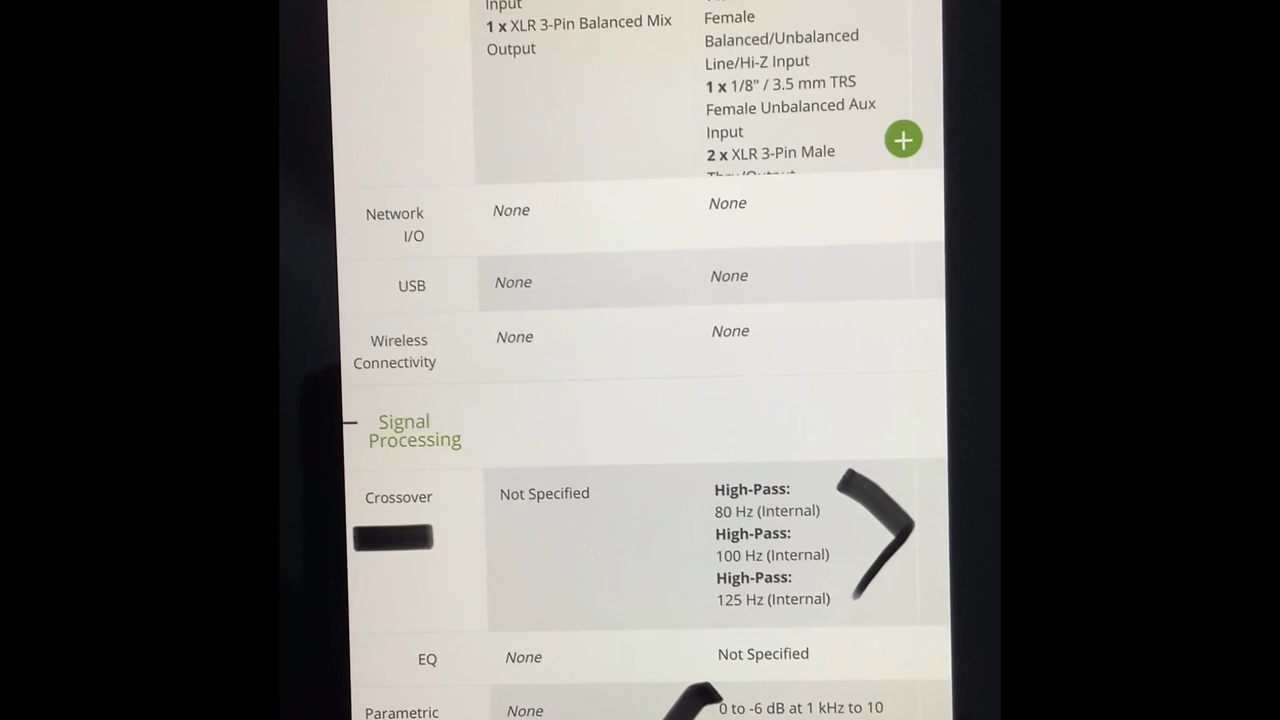 Input
1 x XLR 3-Pin Balanced Mix
Output
Female
Balanced/Unbalanced
Line/Hi-Z Input
1 x 1/8" / 3.5 mm TRS
Female Unbalanced Aux
Input
2 x XLR 3-Pin Male
+
Network
I/O
None
None
USB
None
None
Wireless
Connectivity
None
None
Signal
Processing
Crossover
Not Specified
High-Pass:
80 Hz (Internal)
High-Pass:
100 Hz (Internal)
High-Pass:
125 Hz (Internal)
EQ
None
Not Specified
Parametric
None
0 to -6 dB at 1 kHz to 10